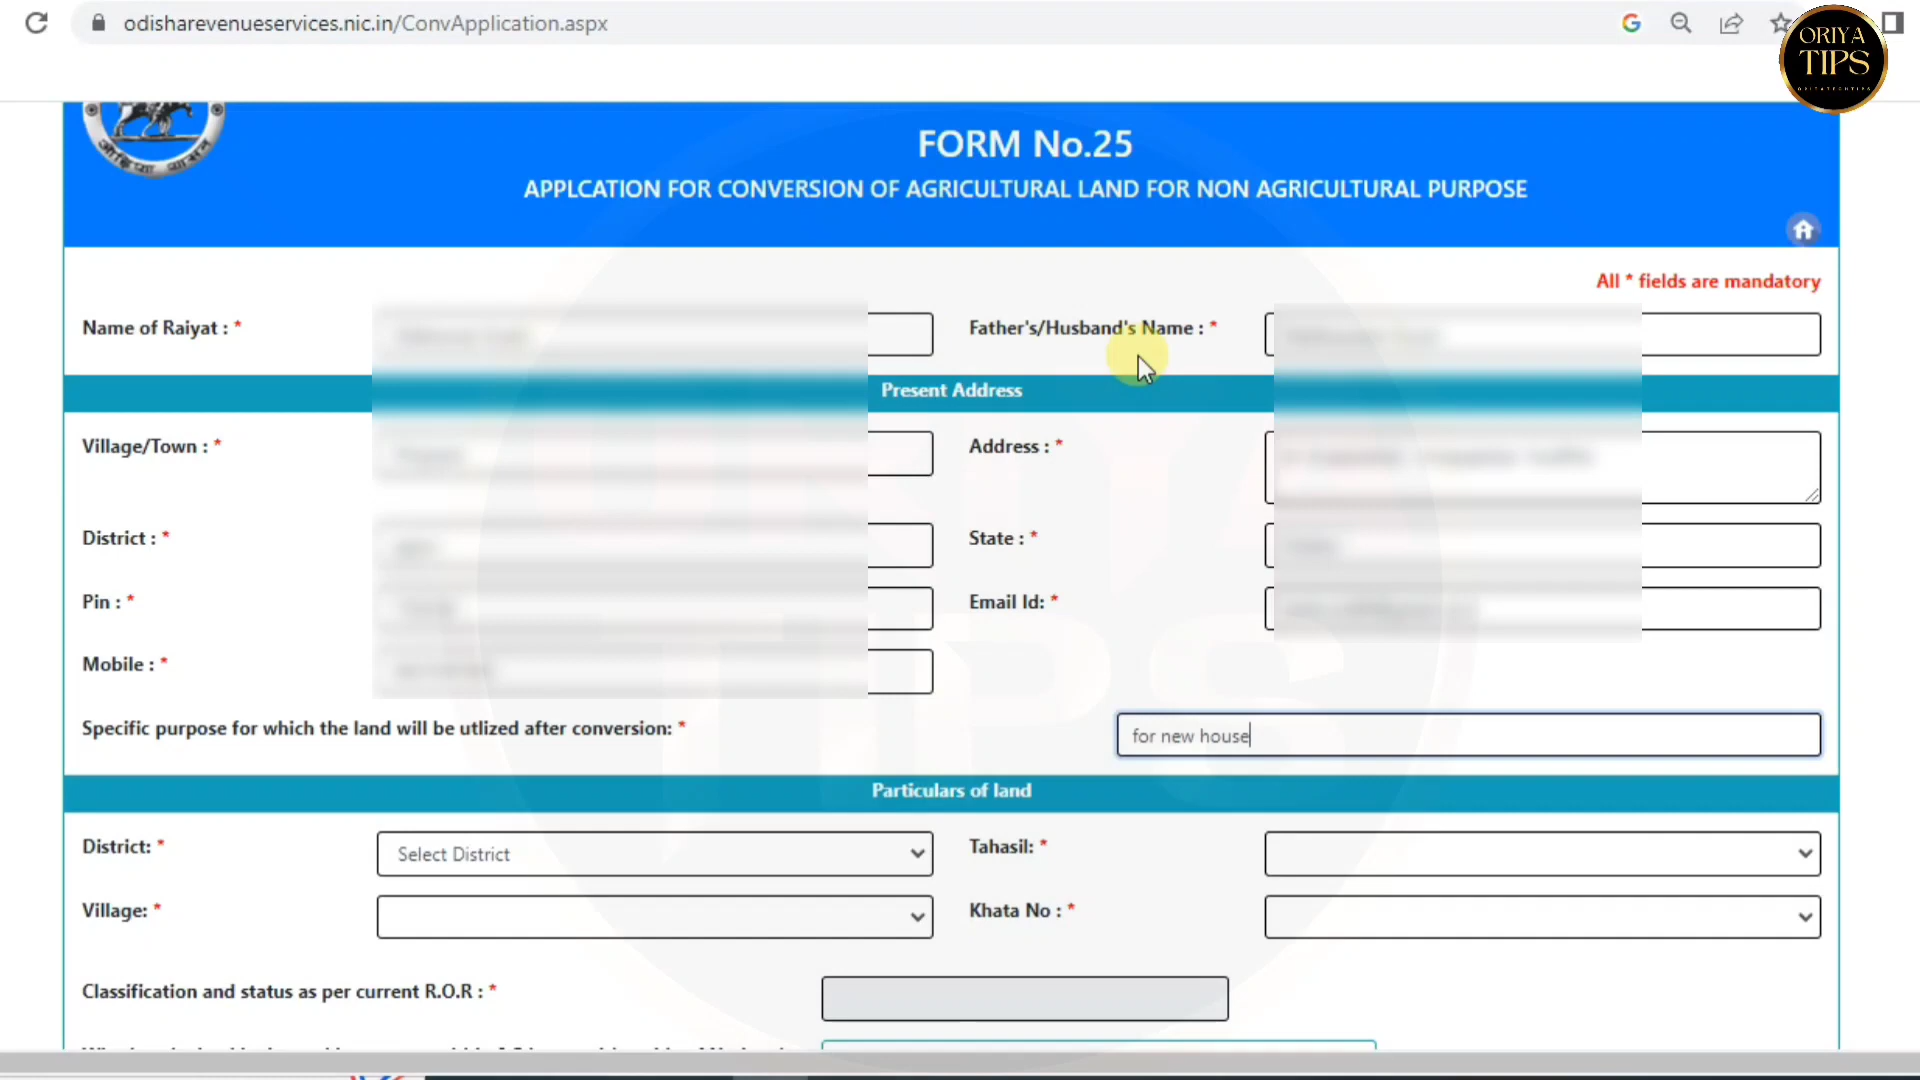 odisharevenueservices.nic.in/ConvApplication.aspx
ORIYA
TIPS
FORM No.25
APPLCATION FOR CONVERSION OF AGRICULTURAL LAND FOR NON AGRICULTURAL PURPOSE
All * fields are mandatory
Name of Raiyat : *
Father's/Husband's Name : *
Present Address
Village/Town : *
Address : *
District : *
State : *
Pin : *
Email Id: *
Mobile : *
Specific purpose for which the land will be utlized after conversion: *
for new house
Particulars of land
District: *
Select District
Tahasil: *
Village: *
Khata No : *
Classification and status as per current R.O.R : *